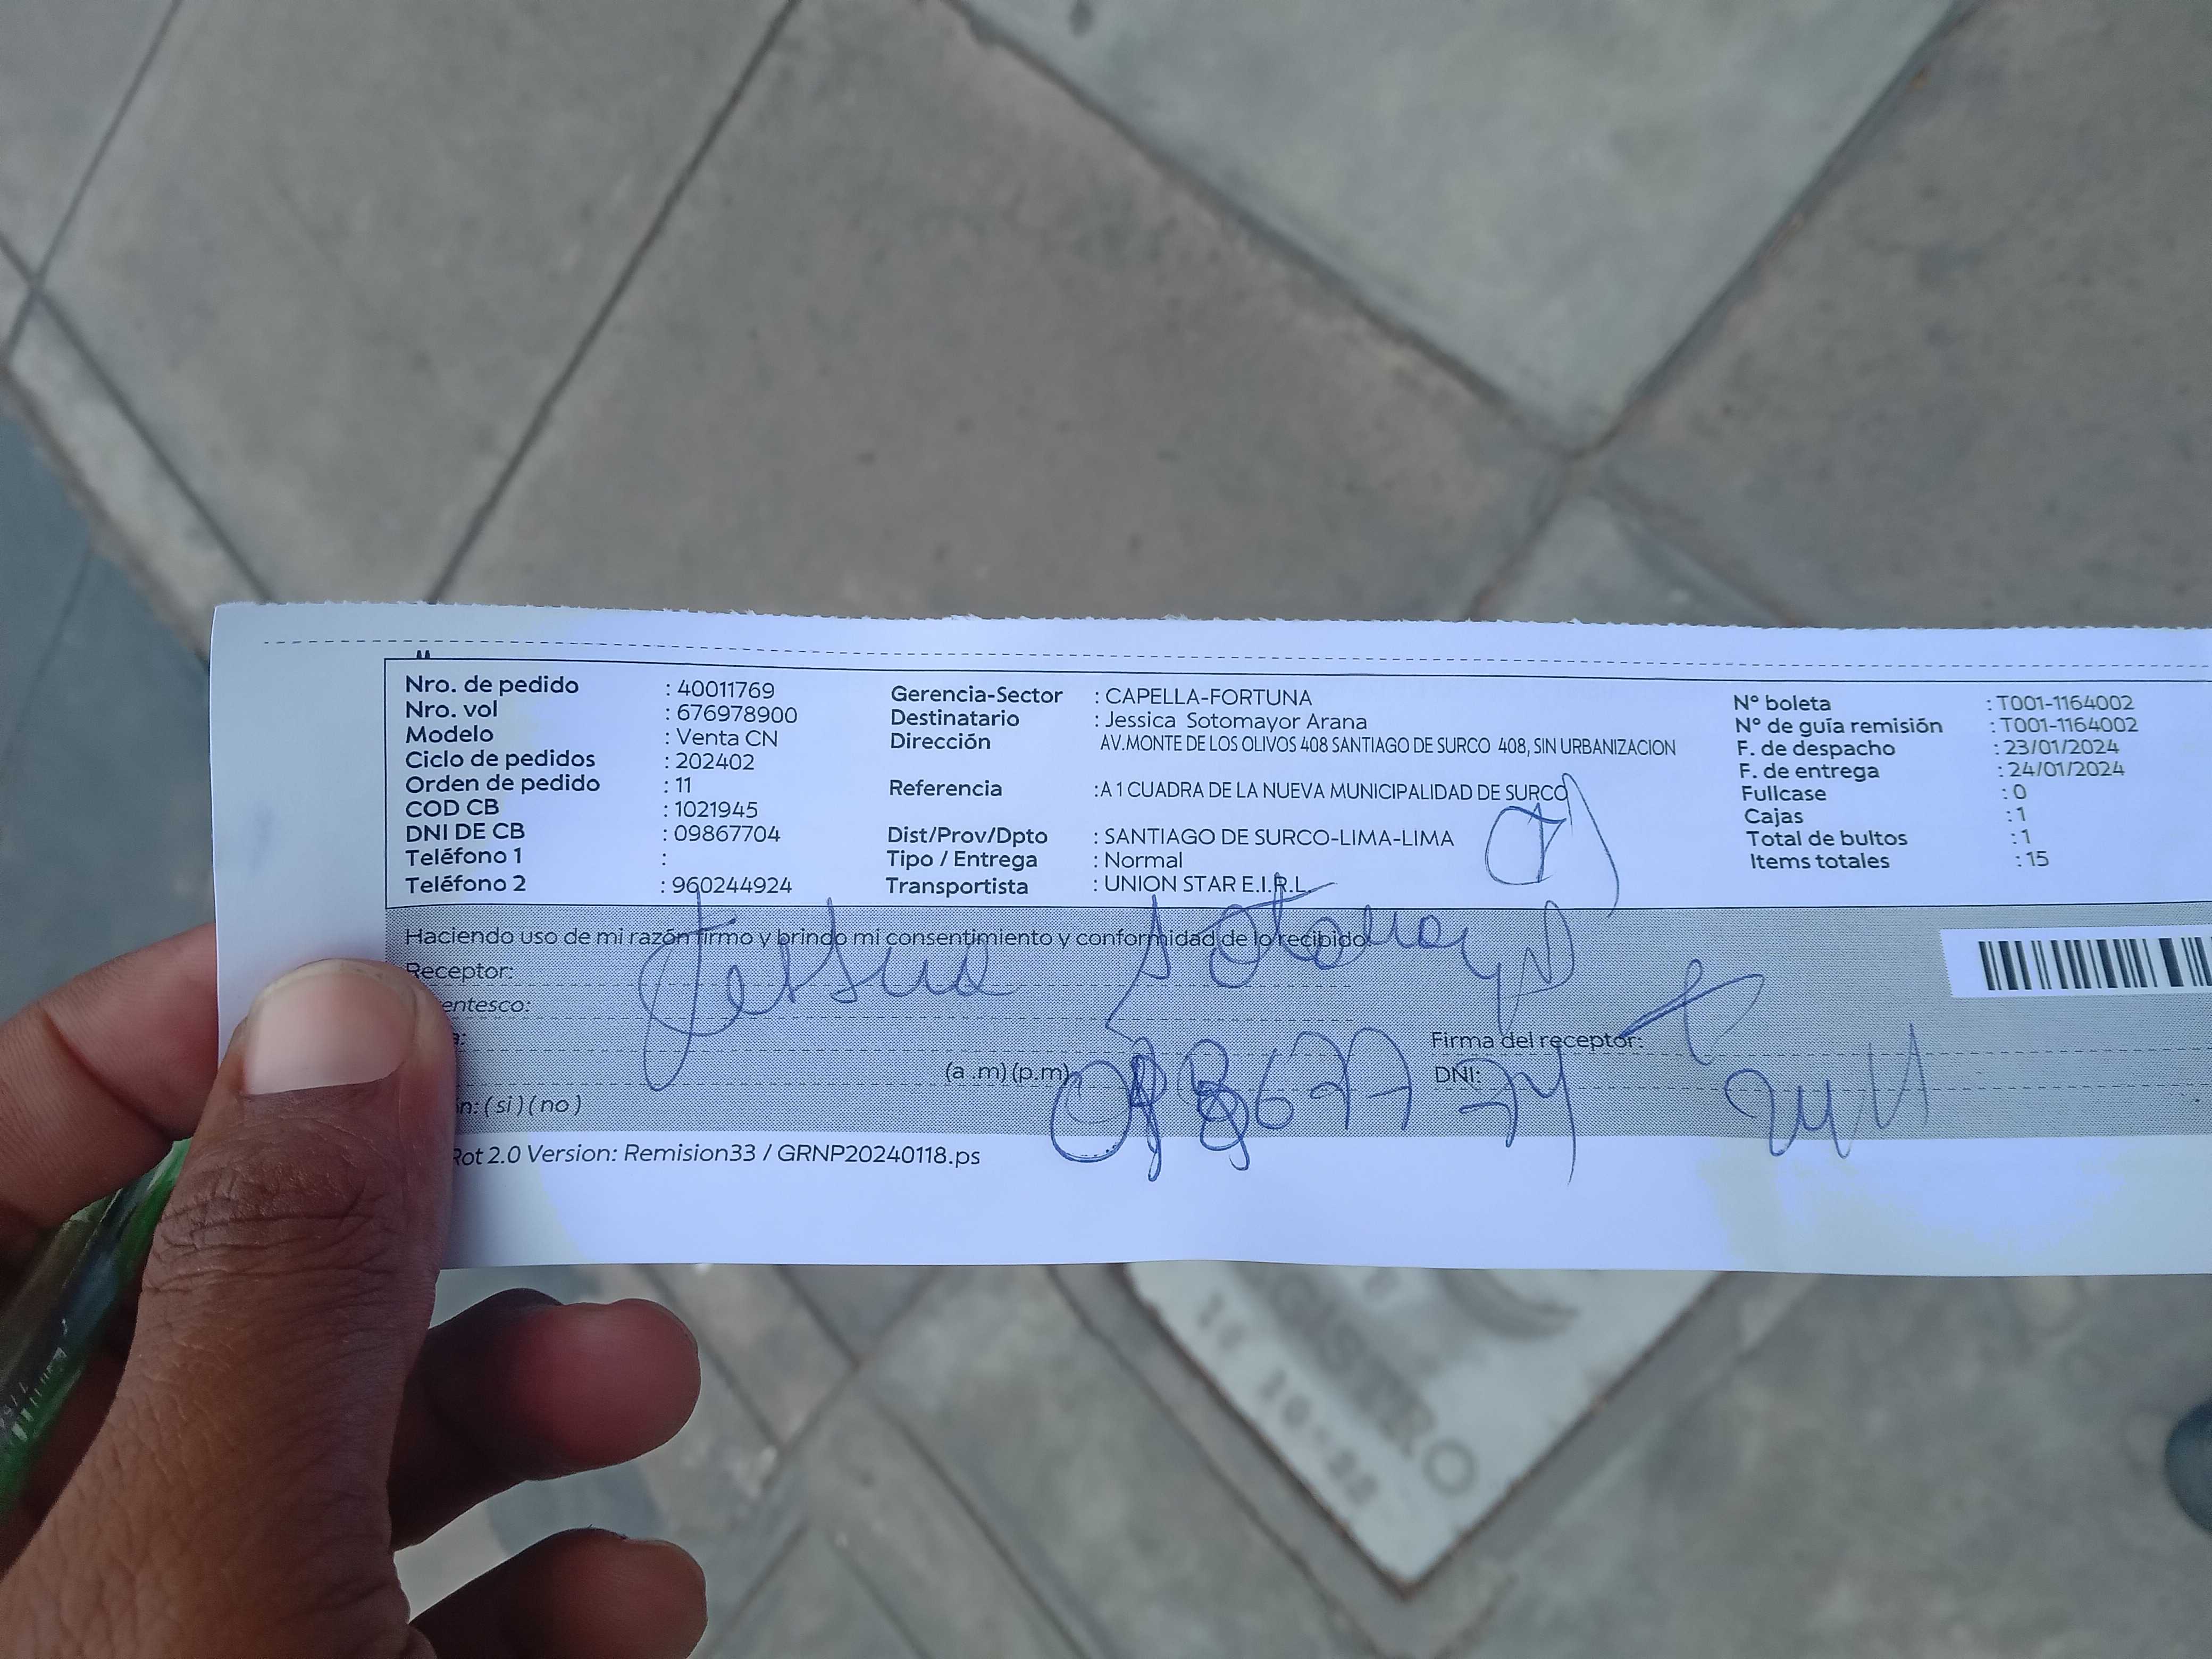 Nro. de pedido : 40011769
Nro. vol : 676978900
Modelo : Venta CN
Ciclo de pedidos : 202402
Orden de pedido : 11
COD CB : 1021945
DNI DE CB : 09867704
Teléfono 1 :
Teléfono 2 : 960244924
Gerencia-Sector : CAPELLA-FORTUNA
Destinatario : Jessica Sotomayor Arana
Dirección AV.MONTE DE LOS OLIVOS 408 SANTIAGO DE SURCO 408, SIN URBANIZACION
Referencia :A 1 CUADRA DE LA NUEVA MUNICIPALIDAD DE SURCO
Dist/Prov/Dpto : SANTIAGO DE SURCO-LIMA-LIMA
Tipo / Entrega : Normal
Transportista : UNION STAR E.I.R.L.
N° boleta : T001-1164002
N° de guía remisión : T001-1164002
F. de despacho : 23/01/2024
F. de entrega : 24/01/2024
Fullcase : 0
Cajas : 1
Total de bultos : 1
Items totales : 15
Haciendo uso de mi razón firmo y brindo mi consentimiento y conformidad de lo recibido.
Receptor:
entesco:
a:
(a .m) (p.m)
Firma del receptor:
DNI:
n: ( si ) ( no )
Rot 2.0 Version: Remision33 / GRNP20240118.ps